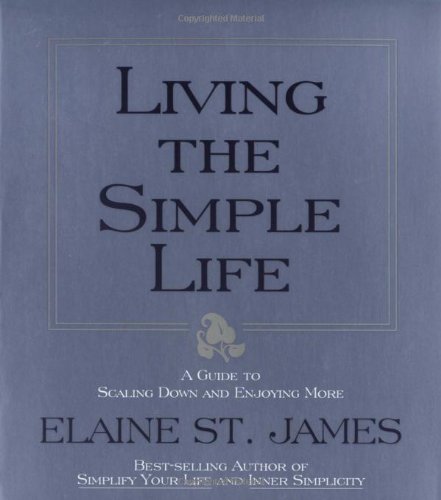 Copyrighted Material
LIVING
THE
SIMPLE
LIFE
A GUIDE TO
SCALING DOWN AND ENJOYING MORE
ELAINE ST. JAMES
BEST-SELLING AUTHOR OF
SIMPLIFY YOUR LIFE AND INNER SIMPLICITY